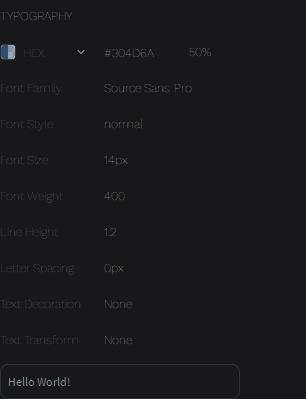 TYPOGRAPHY
HEX #304D6A 50%
Font Family Source Sans Pro
Font Style normal
Font Size 14px
Font Weight 400
Line Height 1.2
Letter Spacing 0px
Text Decoration None
Text Transform None
Hello World!